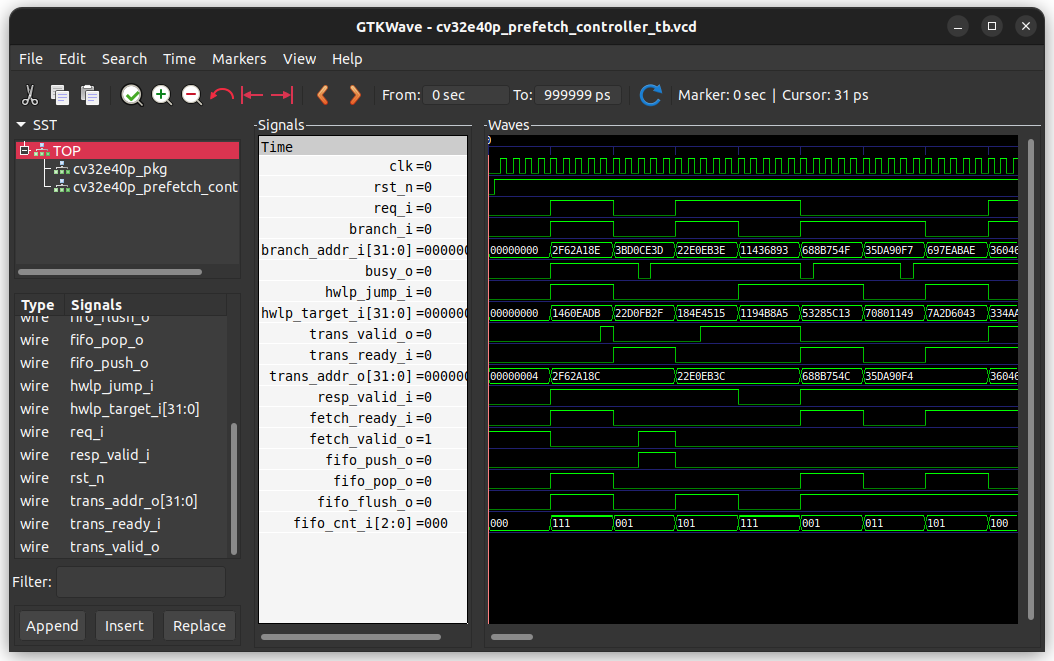 GTKWave - cv32e40p_prefetch_controller_tb.vcd
File Edit Search Time Markers View Help
From: 0 sec To: 999999 ps Marker: 0 sec | Cursor: 31 ps
SST
TOP
cv32e40p_pkg
cv32e40p_prefetch_cont
Type Signals
wire fifo_flush_o
wire fifo_pop_o
wire fifo_push_o
wire hwlp_jump_i
wire hwlp_target_i[31:0]
wire req_i
wire resp_valid_i
wire rst_n
wire trans_addr_o[31:0]
wire trans_ready_i
wire trans_valid_o
Filter:
Append Insert Replace
Signals
Time
clk=0
rst_n=0
req_i=0
branch_i=0
branch_addr_i[31:0]=000000
busy_o=0
hwlp_jump_i=0
hwlp_target_i[31:0]=000000
trans_valid_o=0
trans_ready_i=0
trans_addr_o[31:0]=000000
resp_valid_i=0
fetch_ready_i=0
fetch_valid_o=1
fifo_push_o=0
fifo_pop_o=0
fifo_flush_o=0
fifo_cnt_i[2:0]=000
Waves
0
00000000 2F62A18E 3BD0CE3D 22E0EB3E 11436893 688B754F 35DA90F7 697EABAE 36046
00000000 1460EADB 22D0FB2F 184E4515 1194B8A5 53285C13 70801149 7A2D6043 334AA
00000004 2F62A18C 22E0EB3C 688B754C 35DA90F4 36046
000 111 001 101 111 001 011 101 100